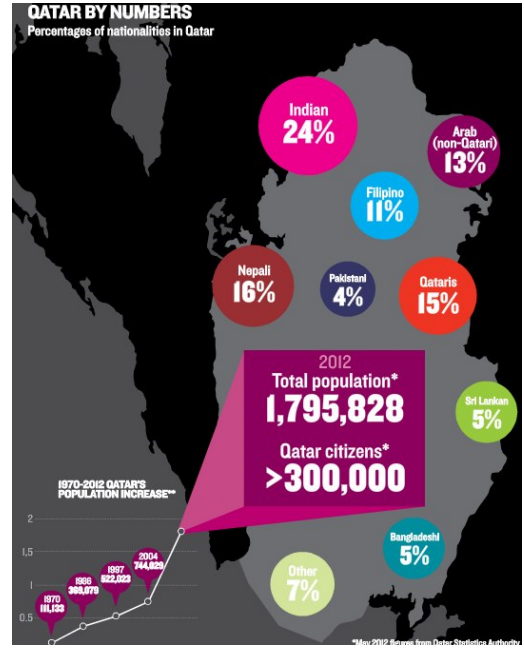 QATAR BY NUMBERS
Percentages of nationalities in Qatar
Indian
24%
Arab
(non-Qatari)
13%
Filipino
11%
Nepali
16%
Pakistani
4%
Qataris
15%
2012
Total population*
1,795,828
Qatar citizens*
>300,000
Sri Lankan
5%
1970-2012 QATAR'S
POPULATION INCREASE**
2
1,5
1
0.5
1970
111,133
1986
369,079
1997
522,023
2004
744,029
Bangladeshi
5%
Other
7%
*May 2012 figures from Qatar Statistics Authority